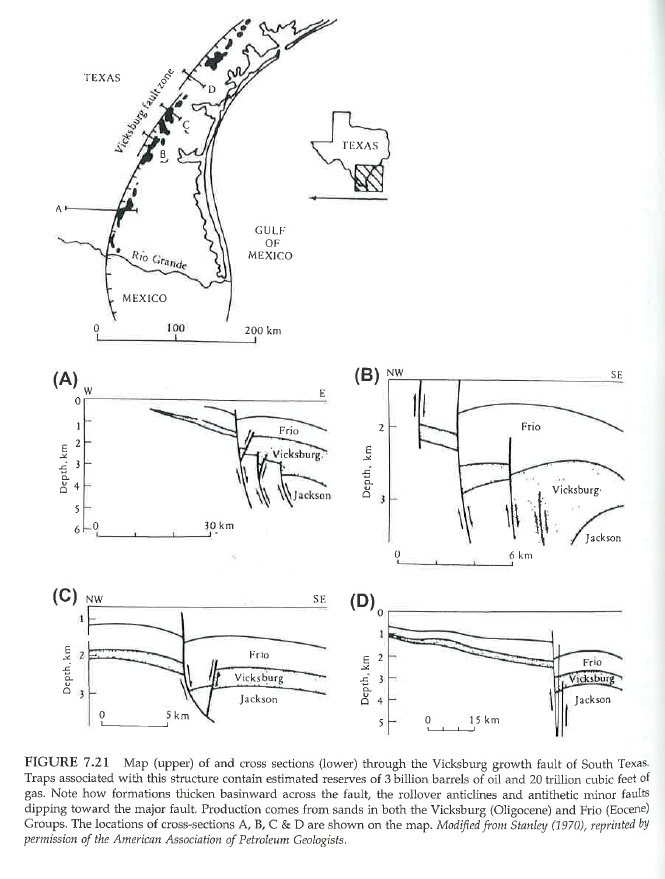 TEXAS
Vicksburg fault zone
D
C
B
A
TEXAS
GULF
OF
MEXICO
Rio Grande
MEXICO
0 100 200 km
(A)
W E
0
1
2
3
4
5
6
Depth, km
Frio
Vicksburg
Jackson
0 30 km
(B)
NW SE
2
3
Depth, km
Frio
Vicksburg
Jackson
0 6 km
(C)
NW SE
1
2
3
Depth, km
Frio
Vicksburg
Jackson
0 5 km
(D)
0
1
2
3
4
5
Depth, km
Frio
Vicksburg
Jackson
0 15 km
FIGURE 7.21 Map (upper) of and cross sections (lower) through the Vicksburg growth fault of South Texas.
Traps associated with this structure contain estimated reserves of 3 billion barrels of oil and 20 trillion cubic feet of
gas. Note how formations thicken basinward across the fault, the rollover anticlines and antithetic minor faults
dipping toward the major fault. Production comes from sands in both the Vicksburg (Oligocene) and Frio (Eocene)
Groups. The locations of cross-sections A, B, C & D are shown on the map. Modified from Stanley (1970), reprinted by
permission of the American Association of Petroleum Geologists.